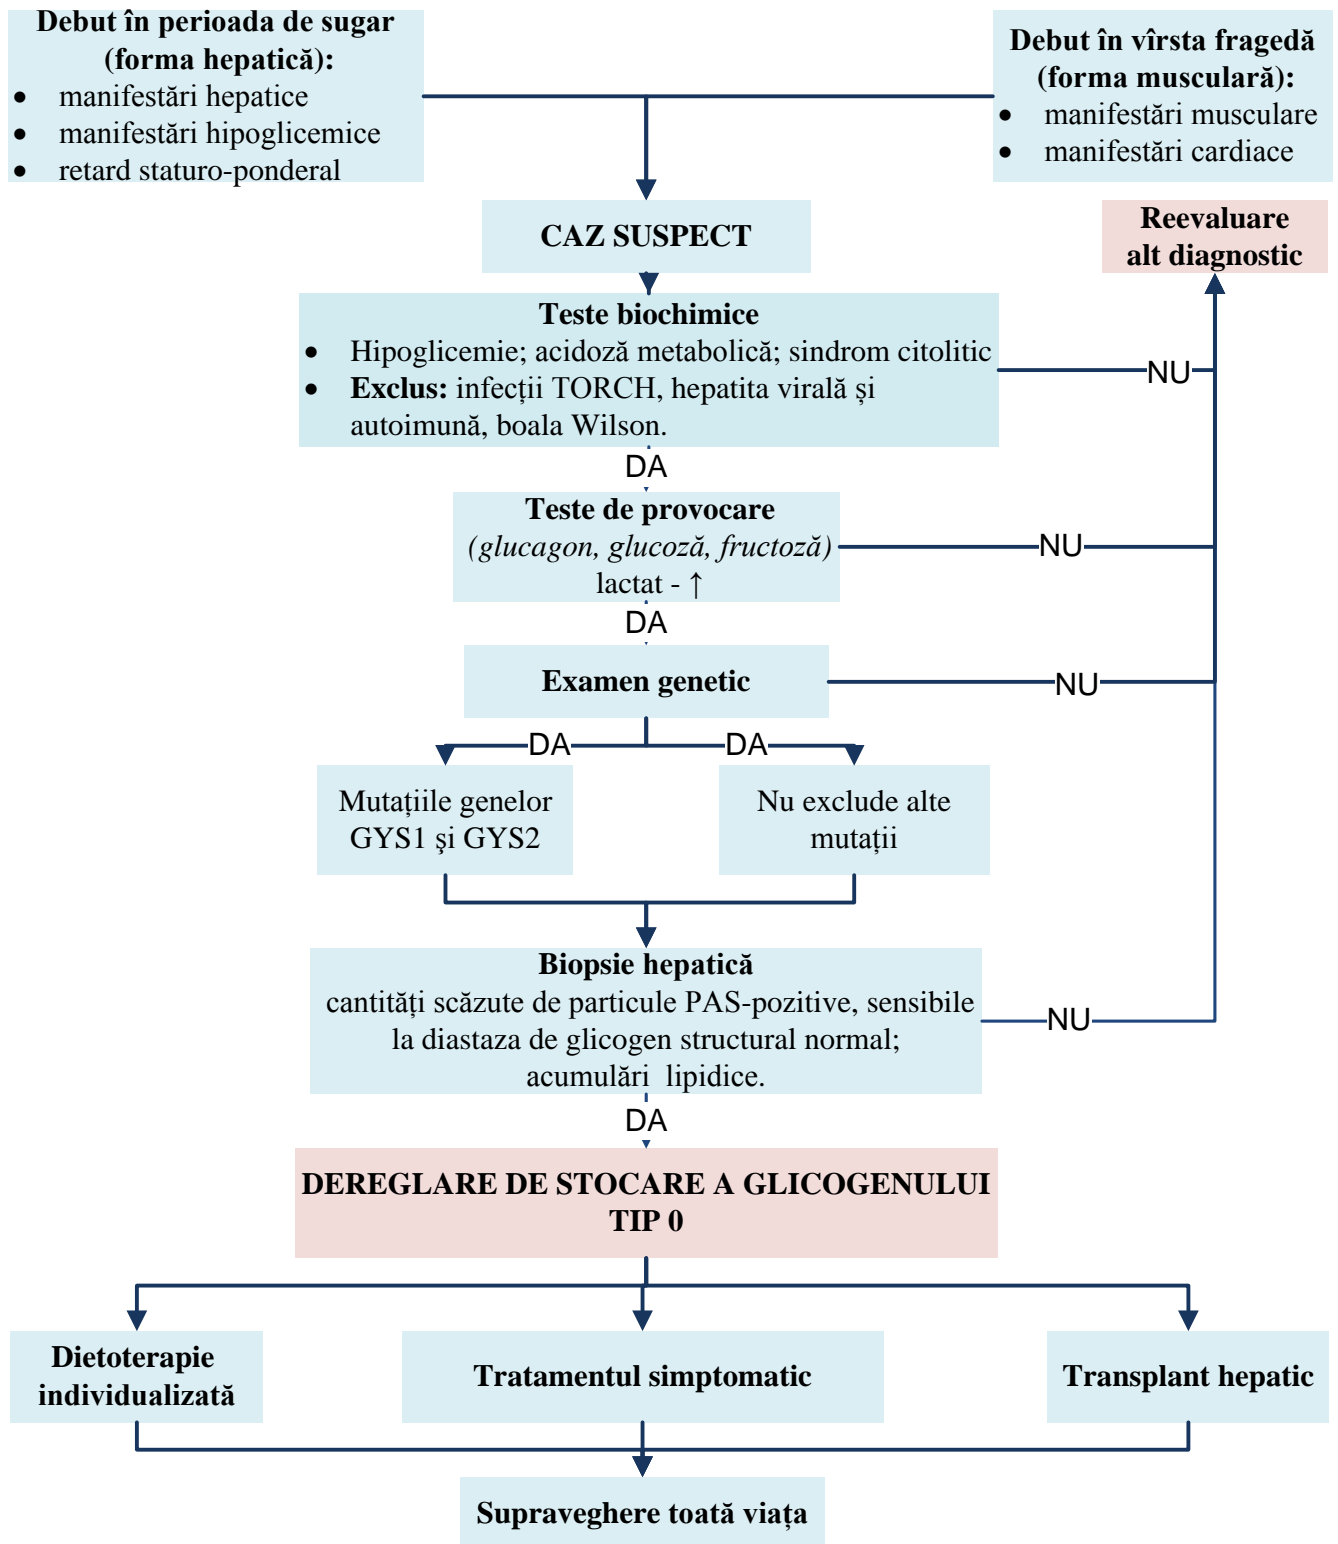 Debut în perioada de sugar
(forma hepatică):
• manifestări hepatice
• manifestări hipoglicemice
• retard staturo-ponderal
Debut în vîrsta fragedă
(forma musculară):
• manifestări musculare
• manifestări cardiace
CAZ SUSPECT
Reevaluare
alt diagnostic
Teste biochimice
• Hipoglicemie; acidoză metabolică; sindrom citolitic
• Exclus: infecții TORCH, hepatita virală și
autoimună, boala Wilson.
NU
DA
Teste de provocare
(glucagon, glucoză, fructoză)
lactat - ↑
NU
DA
Examen genetic
NU
DA
DA
Mutațiile genelor
GYS1 şi GYS2
Nu exclude alte
mutații
Biopsie hepatică
cantități scăzute de particule PAS-pozitive, sensibile
la diastaza de glicogen structural normal;
acumulări lipidice.
NU
DA
DEREGLARE DE STOCARE A GLICOGENULUI
TIP 0
Dietoterapie
individualizată
Tratamentul simptomatic
Transplant hepatic
Supraveghere toată viața